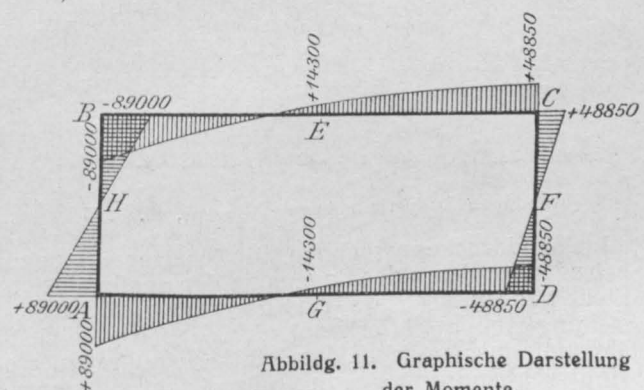 +14300
+48850
B -89000 C
+48850
E
-89000
H F
-14300
-48850
+89000 A G -48850 D
+89000
Abbildg. 11. Graphische Darstellung
der Momente